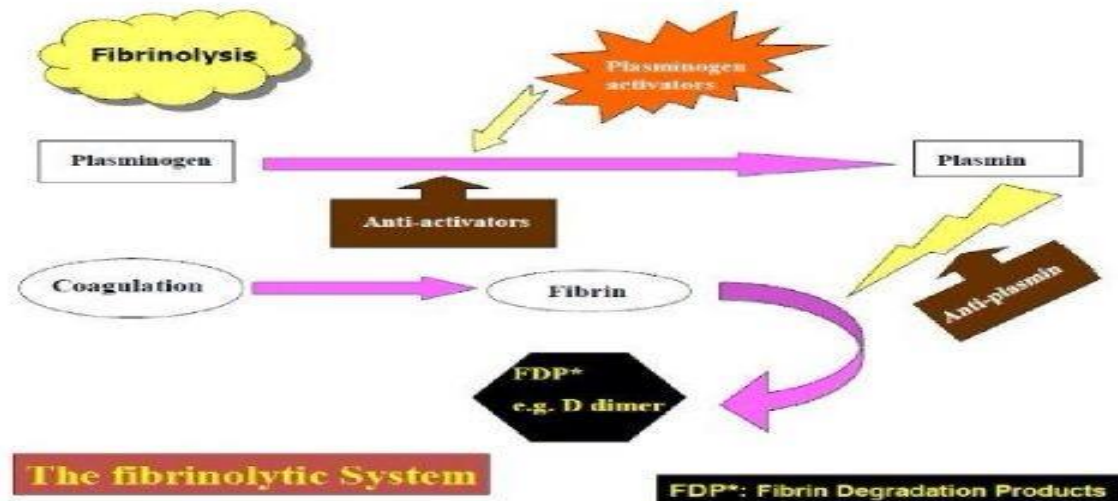 Fibrinolysis
Plasminogen
activators
Plasminogen
Plasmin
Anti-activators
Coagulation
Fibrin
Anti-plasmin
FDP*
e.g. D dimer
The fibrinolytic System
FDP*: Fibrin Degradation Products